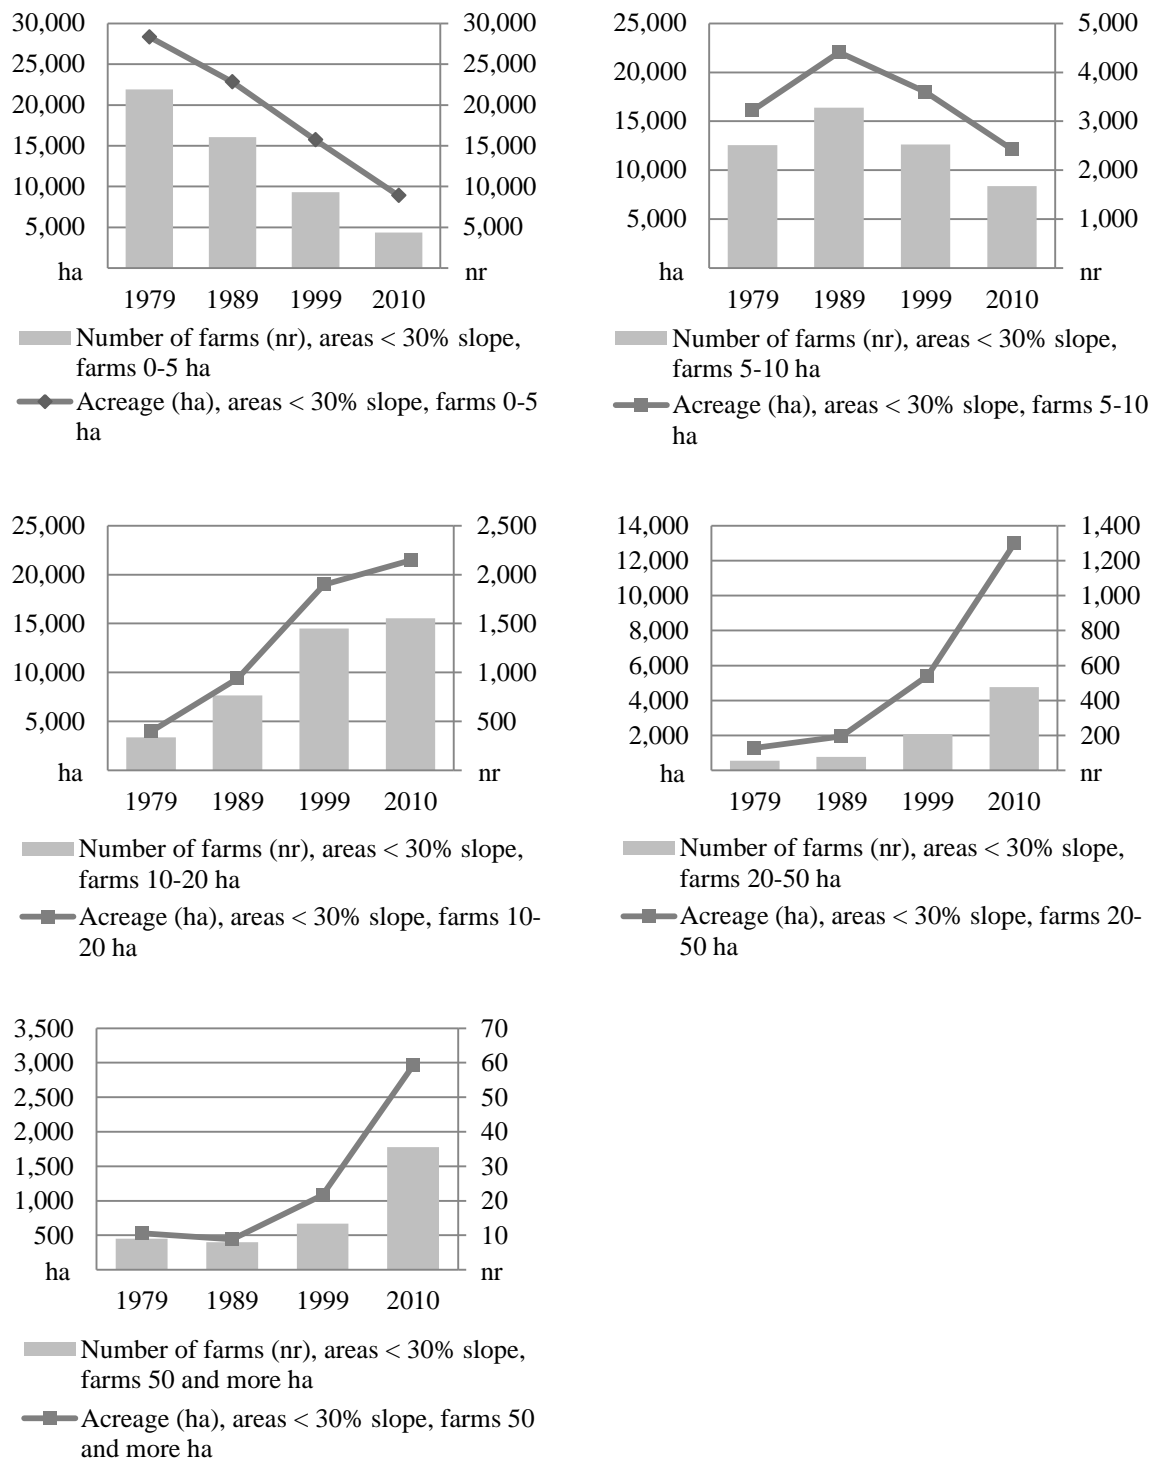 30,000
25,000
20,000
15,000
10,000
5,000
ha
30,000
25,000
20,000
15,000
10,000
5,000
nr
1979 1989 1999 2010
Number of farms (nr), areas < 30% slope,
farms 0-5 ha
Acreage (ha), areas < 30% slope, farms 0-5
ha
25,000
20,000
15,000
10,000
5,000
ha
5,000
4,000
3,000
2,000
1,000
nr
1979 1989 1999 2010
Number of farms (nr), areas < 30% slope,
farms 5-10 ha
Acreage (ha), areas < 30% slope, farms 5-10
ha
25,000
20,000
15,000
10,000
5,000
ha
2,500
2,000
1,500
1,000
500
nr
1979 1989 1999 2010
Number of farms (nr), areas < 30% slope,
farms 10-20 ha
Acreage (ha), areas < 30% slope, farms 10-
20 ha
14,000
12,000
10,000
8,000
6,000
4,000
2,000
ha
1,400
1,200
1,000
800
600
400
200
nr
1979 1989 1999 2010
Number of farms (nr), areas < 30% slope,
farms 20-50 ha
Acreage (ha), areas < 30% slope, farms 20-
50 ha
3,500
3,000
2,500
2,000
1,500
1,000
500
ha
70
60
50
40
30
20
10
nr
1979 1989 1999 2010
Number of farms (nr), areas < 30% slope,
farms 50 and more ha
Acreage (ha), areas < 30% slope, farms 50
and more ha